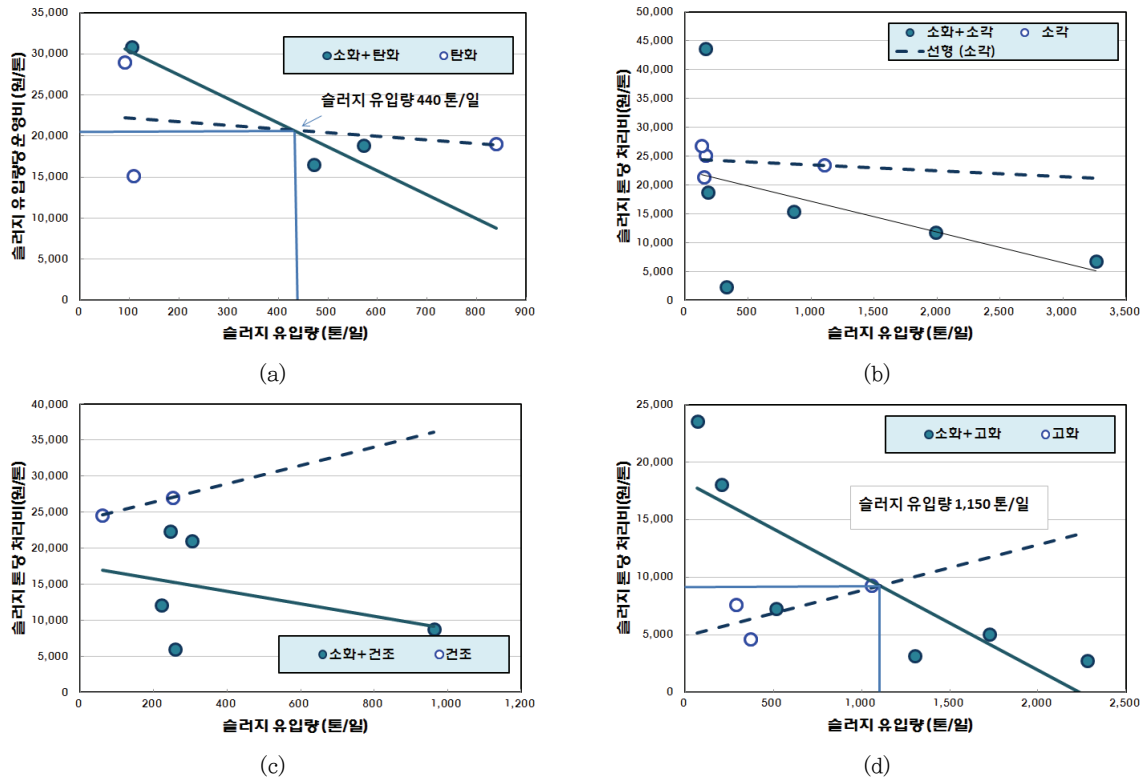 35,000
30,000
25,000
20,000
15,000
10,000
5,000
0
슬러지 유입량당 운영비 (원/톤)
소화+탄화 탄화
슬러지 유입량 440 톤/일
0 100 200 300 400 500 600 700 800 900
슬러지 유입량 (톤/일)
(a)
50,000
45,000
40,000
35,000
30,000
25,000
20,000
15,000
10,000
5,000
0
슬러지 톤당 처리비(원/톤)
소화+소각 소각
선형 (소각)
0 500 1,000 1,500 2,000 2,500 3,000 3,500
슬러지 유입량 (톤/일)
(b)
40,000
35,000
30,000
25,000
20,000
15,000
10,000
5,000
0
슬러지 톤당 처리비(원/톤)
소화+건조 건조
0 200 400 600 800 1,000 1,200
슬러지 유입량 (톤/일)
(c)
25,000
20,000
15,000
10,000
5,000
0
슬러지 톤당 처리비(원/톤)
소화+고화 고화
슬러지 유입량 1,150 톤/일
0 500 1,000 1,500 2,000 2,500
슬러지 유입량 (톤/일)
(d)